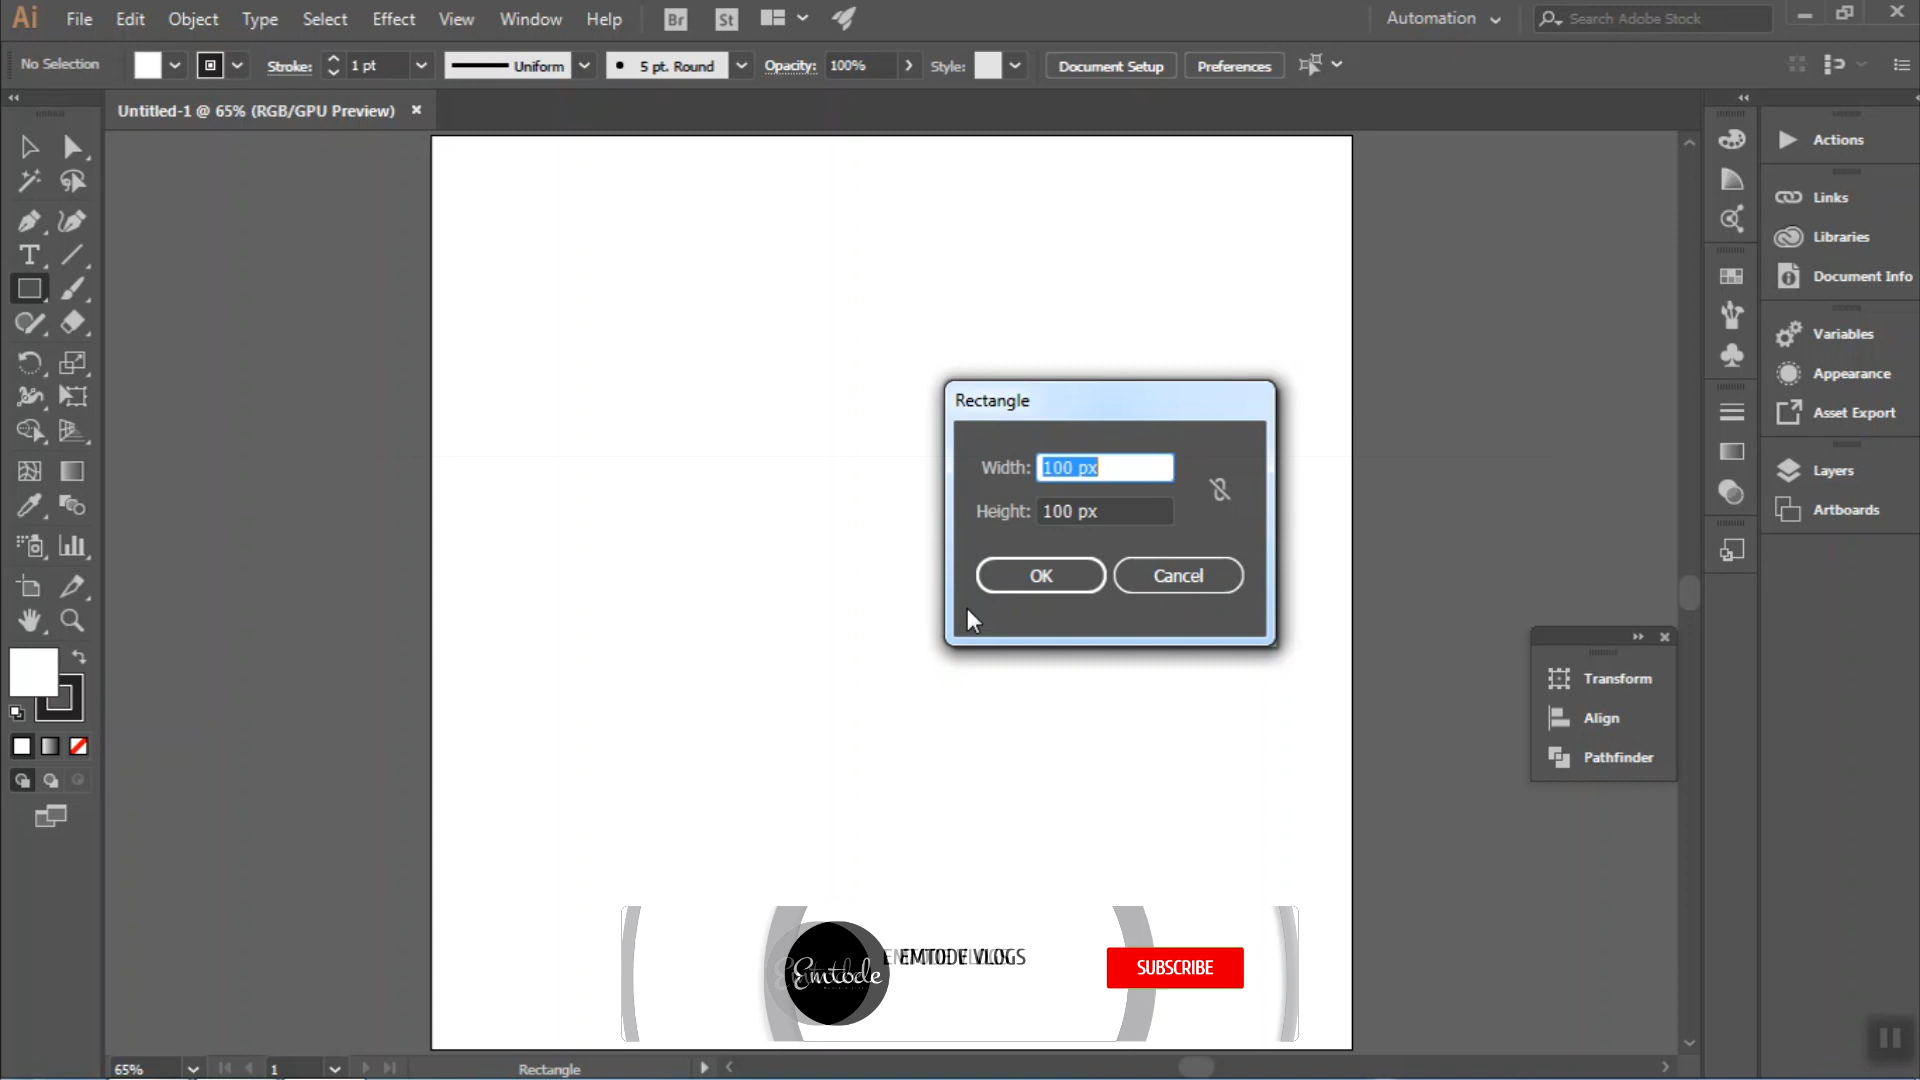 Ai File Edit Object Type Select Effect View Window Help Br St Automation Search Adobe Stock
No Selection Stroke: 1 pt Uniform 5 pt. Round Opacity: 100% Style: Document Setup Preferences
Untitled-1 @ 65% (RGB/GPU Preview)
Actions
Links
Libraries
Document Info
Variables
Appearance
Asset Export
Layers
Artboards
Rectangle
Width: 100 px
Height: 100 px
OK Cancel
Transform
Align
Pathfinder
Emtode
EMTODE VLOGS
SUBSCRIBE
65% 1 Rectangle